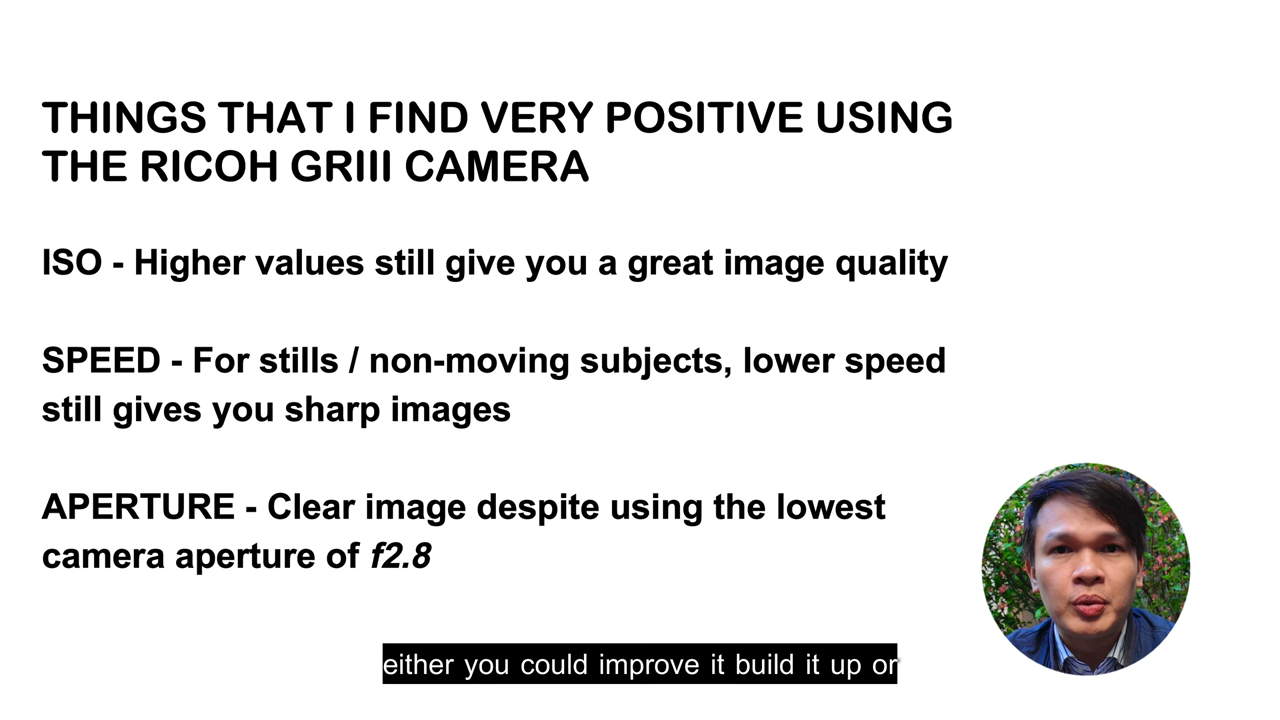 THINGS THAT I FIND VERY POSITIVE USING
THE RICOH GRIII CAMERA
ISO - Higher values still give you a great image quality
SPEED - For stills / non-moving subjects, lower speed
still gives you sharp images
APERTURE - Clear image despite using the lowest
camera aperture of f2.8
either you could improve it build it up or